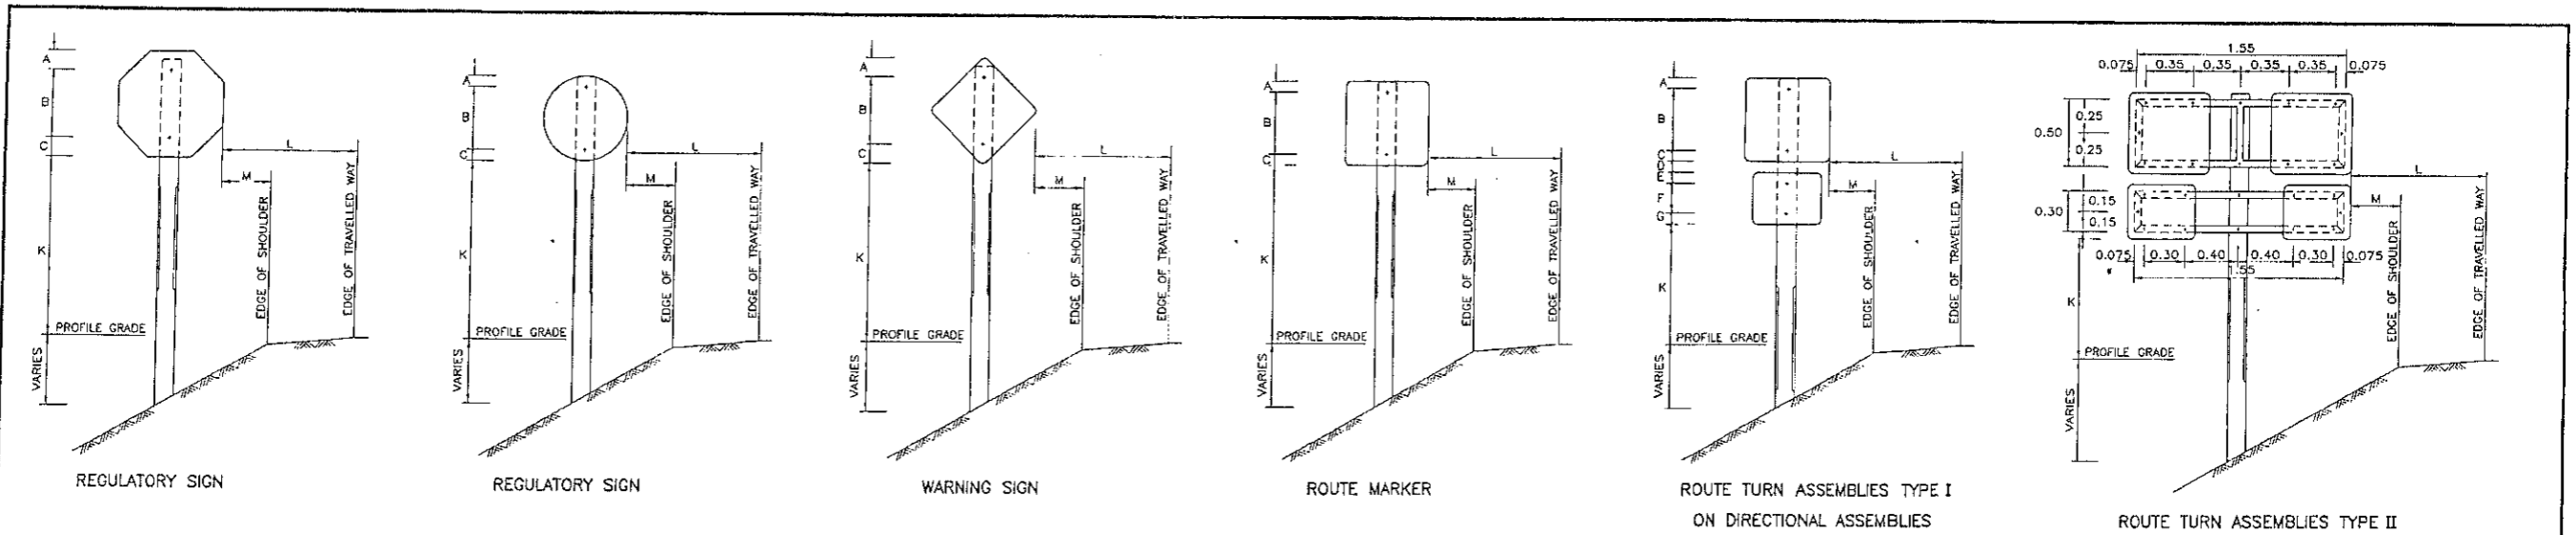 A
B
C
K
VARIES
L
M
EDGE OF SHOULDER
EDGE OF TRAVELLED WAY
PROFILE GRADE
REGULATORY SIGN
A
B
C
K
VARIES
L
M
EDGE OF SHOULDER
EDGE OF TRAVELLED WAY
PROFILE GRADE
REGULATORY SIGN
A
B
C
K
VARIES
L
M
EDGE OF SHOULDER
EDGE OF TRAVELLED WAY
PROFILE GRADE
WARNING SIGN
A
B
C
K
VARIES
L
M
EDGE OF SHOULDER
EDGE OF TRAVELLED WAY
PROFILE GRADE
ROUTE MARKER
A
B
C
D
E
F
G
K
VARIES
L
M
EDGE OF SHOULDER
EDGE OF TRAVELLED WAY
PROFILE GRADE
ROUTE TURN ASSEMBLIES TYPE I
ON DIRECTIONAL ASSEMBLIES
1.55
0.075 0.35 0.35 0.35 0.35 0.075
0.50
0.25
0.25
0.30
0.15
0.15
0.075 0.30 0.40 0.40 0.30 0.075
1.55
K
VARIES
L
M
EDGE OF SHOULDER
EDGE OF TRAVELLED WAY
PROFILE GRADE
ROUTE TURN ASSEMBLIES TYPE II